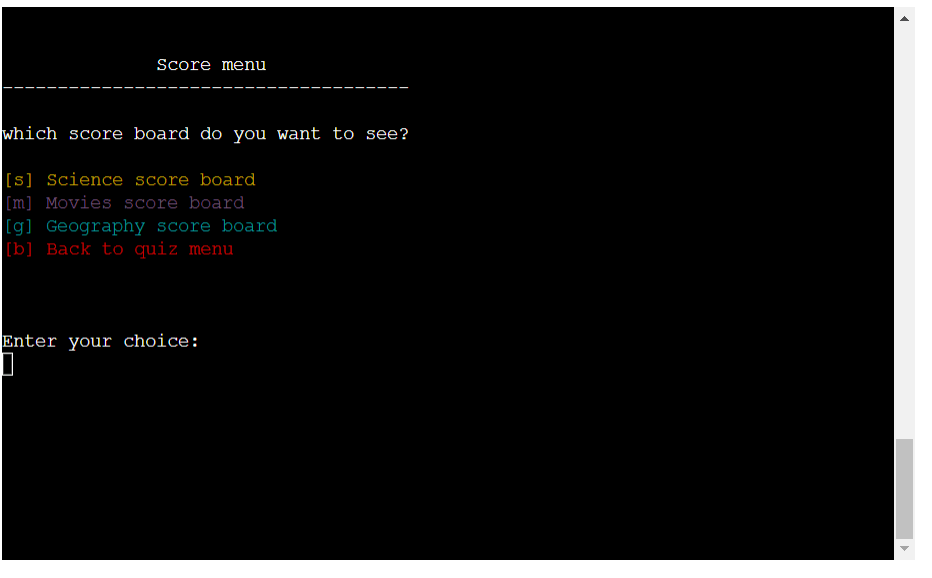 Score menu
-------------------------------------
which score board do you want to see?
[s] Science score board
[m] Movies score board
[g] Geography score board
[b] Back to quiz menu
Enter your choice: